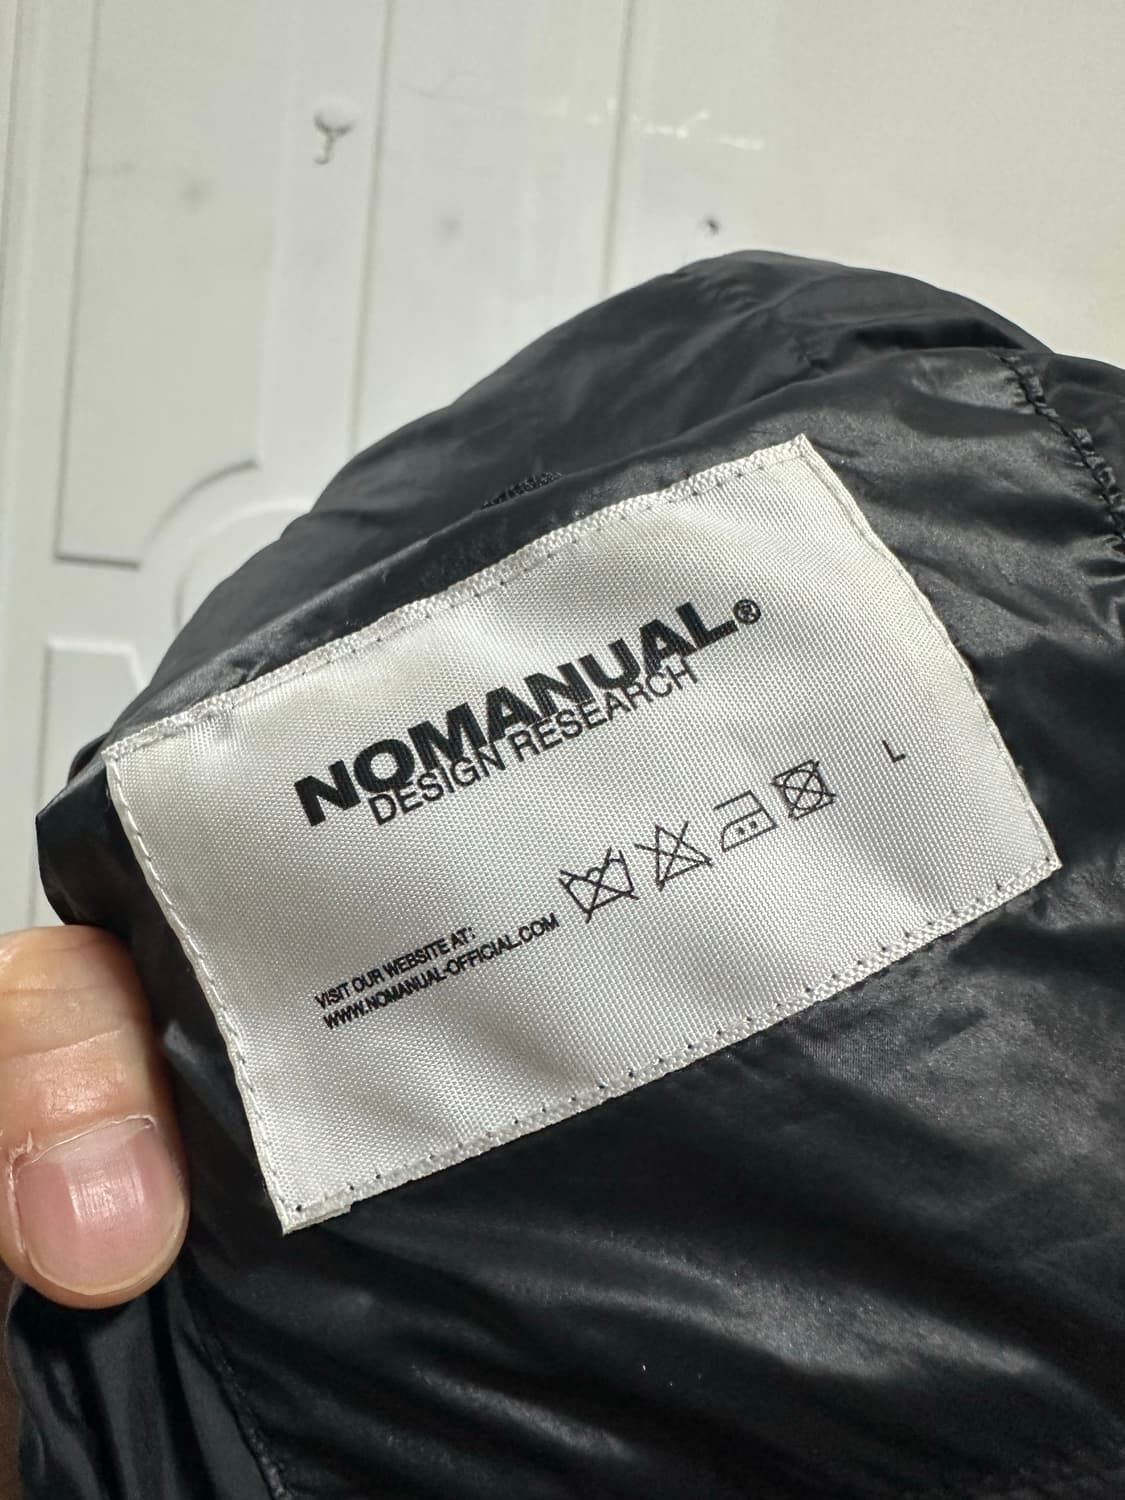 NOMANUAL®
DESIGN RESEARCH
L
VISIT OUR WEBSITE AT:
WWW.NOMANUAL-OFFICIAL.COM